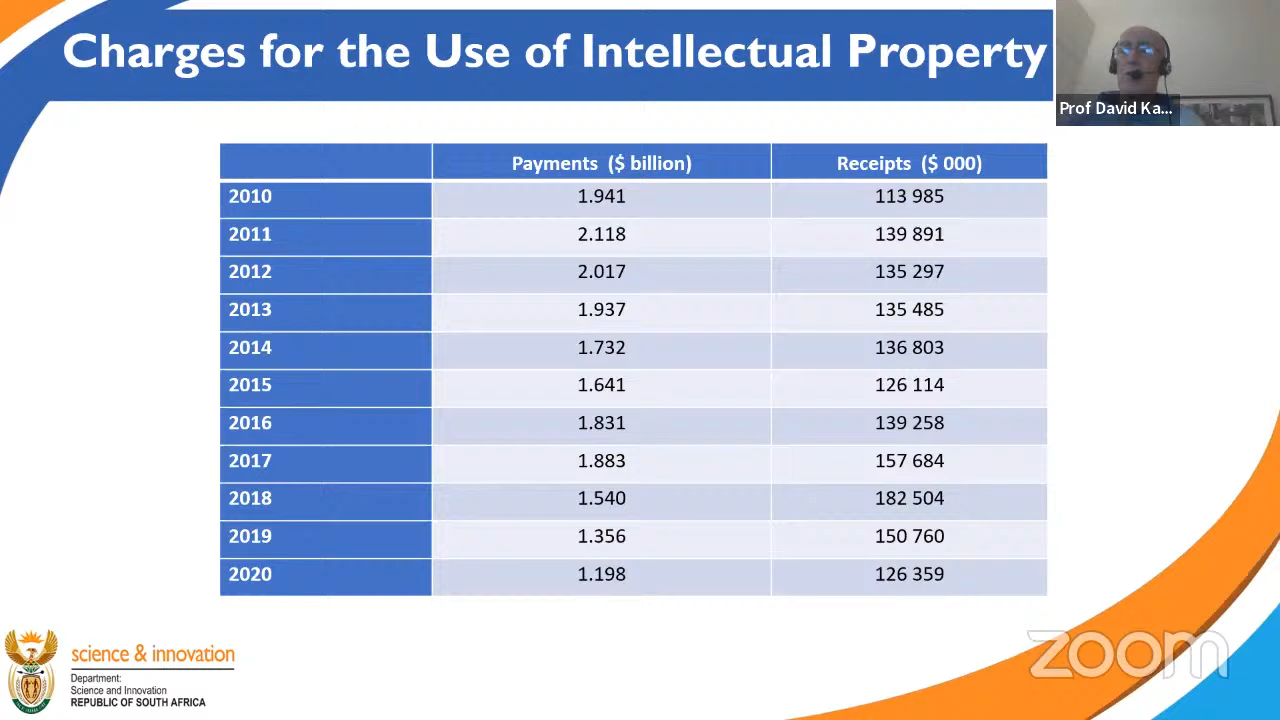 Charges for the Use of Intellectual Property
Prof David Ka...
Payments ($ billion) Receipts ($ 000)
2010 1.941 113 985
2011 2.118 139 891
2012 2.017 135 297
2013 1.937 135 485
2014 1.732 136 803
2015 1.641 126 114
2016 1.831 139 258
2017 1.883 157 684
2018 1.540 182 504
2019 1.356 150 760
2020 1.198 126 359
science & innovation
Department:
Science and Innovation
REPUBLIC OF SOUTH AFRICA
zoom